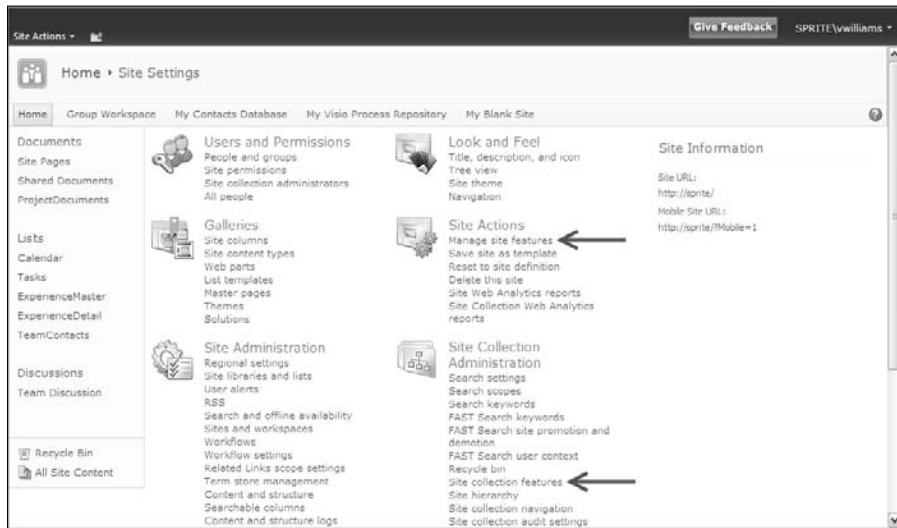 Give Feedback
SPRITE\vwilliams
Site Actions
Home ▸ Site Settings
Home
Group Workspace
My Contacts Database
My Visio Process Repository
My Blank Site
Documents
Site Pages
Shared Documents
ProjectDocuments
Lists
Calendar
Tasks
ExperienceMaster
ExperienceDetail
TeamContacts
Discussions
Team Discussion
Recycle Bin
All Site Content
Users and Permissions
People and groups
Site permissions
Site collection administrators
All people
Galleries
Site columns
Site content types
Web parts
List templates
Master pages
Themes
Solutions
Site Administration
Regional settings
Site libraries and lists
User alerts
RSS
Search and offline availability
Sites and workspaces
Workflows
Workflow settings
Related Links scope settings
Term store management
Content and structure
Searchable columns
Content and structure logs
Look and Feel
Title, description, and icon
Tree view
Site theme
Navigation
Site Actions
Manage site features
Save site as template
Reset to site definition
Delete this site
Site Web Analytics reports
Site Collection Web Analytics
reports
Site Collection
Administration
Search settings
Search scopes
Search keywords
FAST Search keywords
FAST Search site promotion and
demotion
FAST Search user context
Recycle bin
Site collection features
Site hierarchy
Site collection navigation
Site collection audit settings
Site Information
Site URL:
http://sprite/
Mobile Site URL:
http://sprite/?Mobile=1